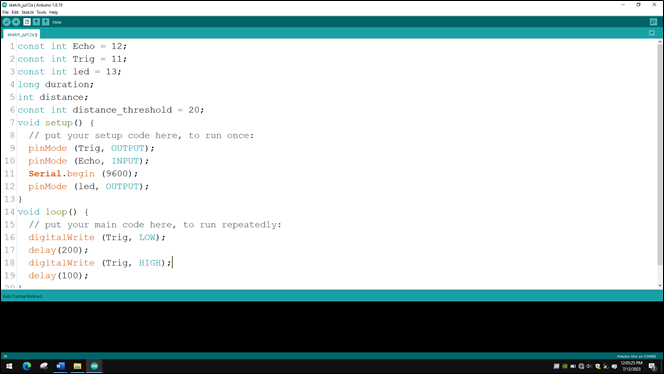 sketch_jul12a | Arduino 1.8.19
File Edit Sketch Tools Help
New
sketch_jul12a §
1 const int Echo = 12;
2 const int Trig = 11;
3 const int led = 13;
4 long duration;
5 int distance;
6 const int distance_threshold = 20;
7 void setup() {
8 // put your setup code here, to run once:
9 pinMode (Trig, OUTPUT);
10 pinMode (Echo, INPUT);
11 Serial.begin (9600);
12 pinMode (led, OUTPUT);
13 }
14 void loop() {
15 // put your main code here, to run repeatedly:
16 digitalWrite (Trig, LOW);
17 delay(200);
18 digitalWrite (Trig, HIGH);
19 delay(100);
20 }
Auto Format finished.
18
12:05:23 PM
7/12/2023